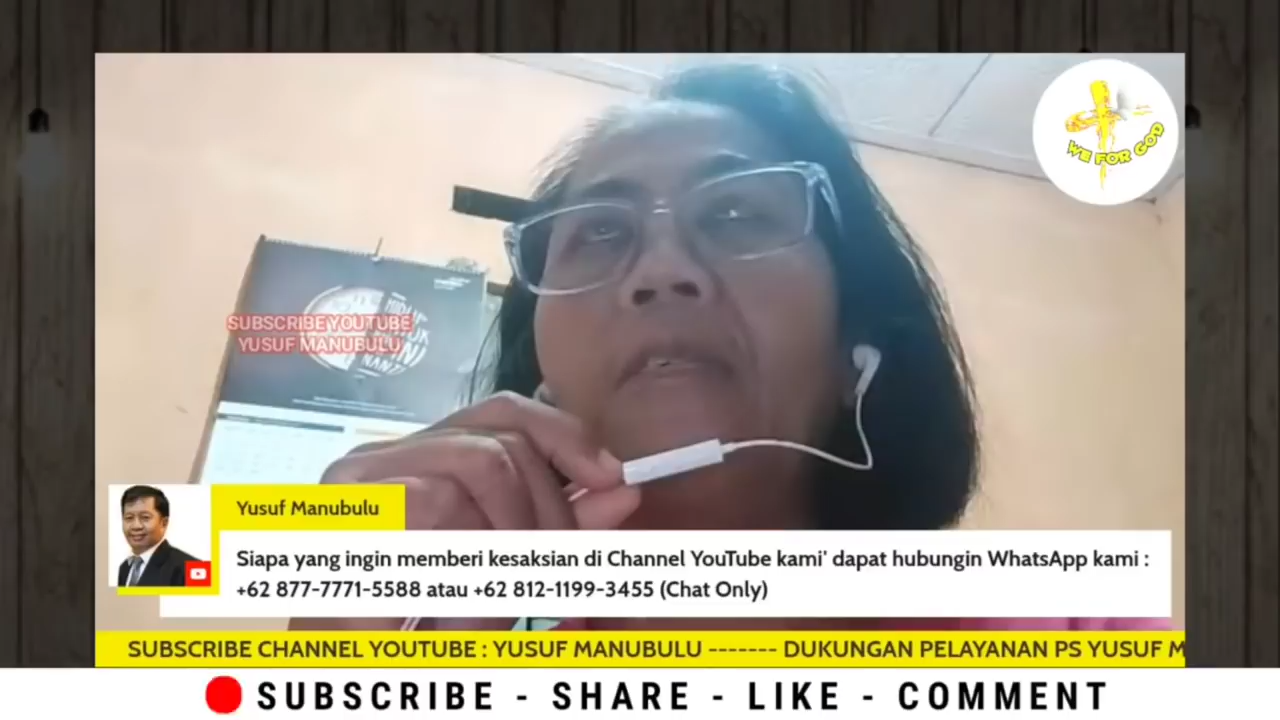 WE FOR GOD
SUBSCRIBE YOUTUBE
YUSUF MANUBULU
Yusuf Manubulu
Siapa yang ingin memberi kesaksian di Channel YouTube kami' dapat hubungin WhatsApp kami :
+62 877-7771-5588 atau +62 812-1199-3455 (Chat Only)
SUBSCRIBE CHANNEL YOUTUBE : YUSUF MANUBULU ------- DUKUNGAN PELAYANAN PS YUSUF M
SUBSCRIBE - SHARE - LIKE - COMMENT